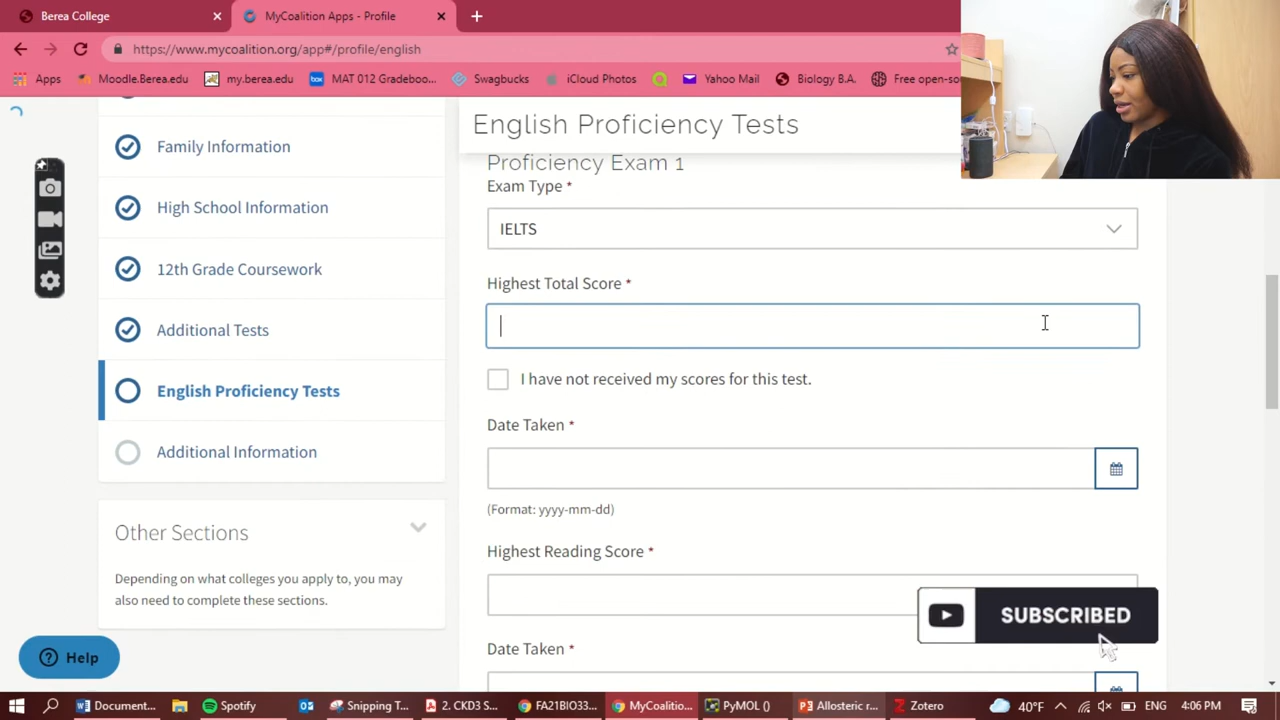 Berea College
MyCoalition Apps - Profile
https://www.mycoalition.org/app#/profile/english
Apps
Moodle.Berea.edu
my.berea.edu
box
MAT 012 Gradeboo...
Swagbucks
iCloud Photos
Yahoo Mail
Biology B.A.
Free open-so
Family Information
High School Information
12th Grade Coursework
Additional Tests
English Proficiency Tests
Additional Information
Other Sections
Depending on what colleges you apply to, you may
also need to complete these sections.
Help
English Proficiency Tests
Proficiency Exam 1
Exam Type *
IELTS
Highest Total Score *
I have not received my scores for this test.
Date Taken *
(Format: yyyy-mm-dd)
Highest Reading Score *
SUBSCRIBED
Date Taken *
Document...
Spotify
Snipping T...
2. CKD3 S...
FA21BIO33...
MyCoalitio...
PyMOL ()
Allosteric r...
Zotero
40°F
ENG
4:06 PM